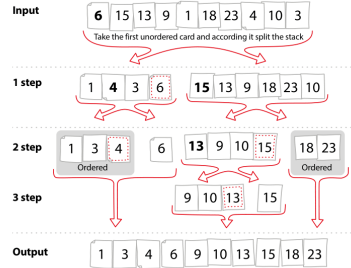 Input 6 15 13 9 1 18 23 4 10 3
Take the first unordered card and according it split the stack
1 step 1 4 3 6 15 13 9 18 23 10
2 step 1 3 4 6 13 9 10 15 18 23
Ordered Ordered
3 step 9 10 13 15
Output 1 3 4 6 9 10 13 15 18 23